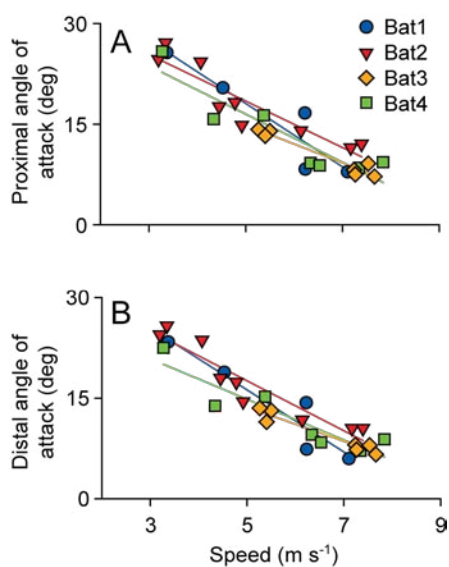 A
30
15
0
Proximal angle of
attack (deg)
Bat1
Bat2
Bat3
Bat4
B
30
15
0
Distal angle of
attack (deg)
3 5 7 9
Speed (m s⁻¹)